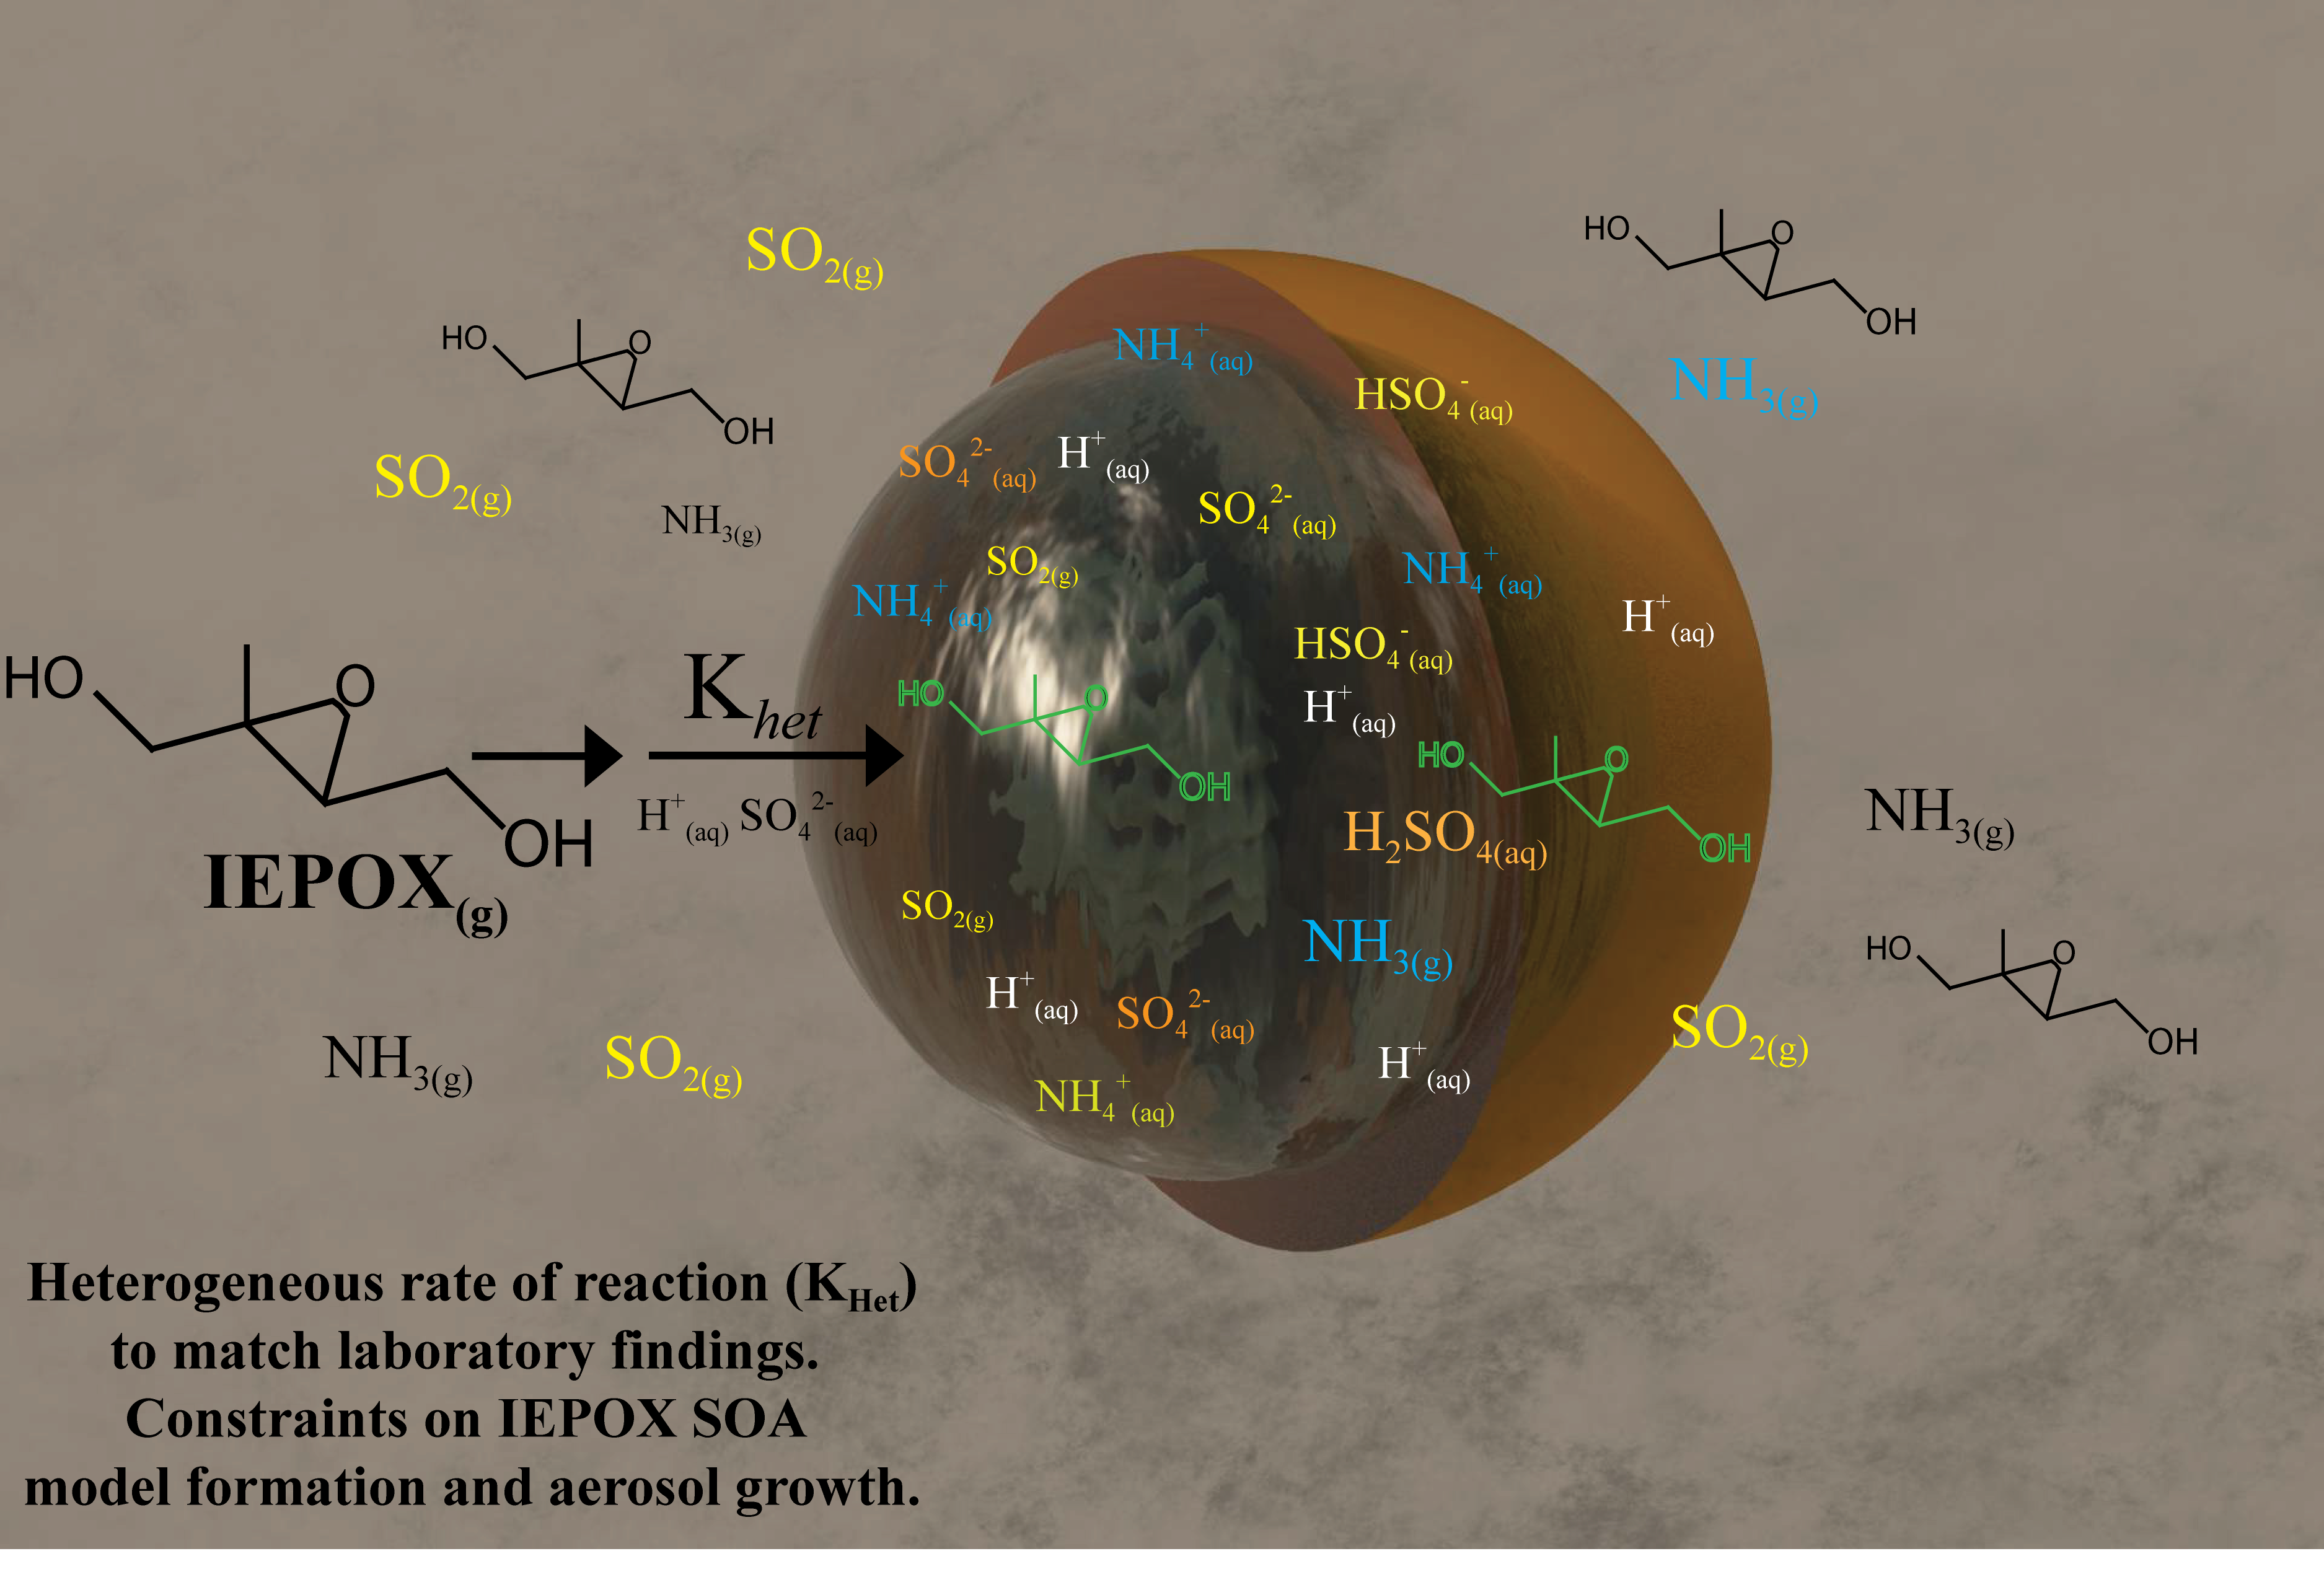 SO₂(g)
HO
O
OH
NH₄⁺(aq)
HO
O
OH
NH₃(g)
HSO₄⁻(aq)
SO₂(g)
NH₃(g)
SO₄²⁻(aq)
H⁺(aq)
SO₄²⁻(aq)
SO₂(g)
NH₄⁺(aq)
NH₄⁺(aq)
H⁺(aq)
HSO₄⁻(aq)
HO
O
OH
IEPOX(g)
Khet
H⁺(aq) SO₄²⁻(aq)
HO
O
OH
H⁺(aq)
HO
O
OH
H₂SO₄(aq)
NH₃(g)
SO₂(g)
NH₃(g)
HO
O
OH
H⁺(aq)
SO₄²⁻(aq)
SO₂(g)
NH₃(g)
SO₂(g)
H⁺(aq)
NH₄⁺(aq)
Heterogeneous rate of reaction (KHet)
to match laboratory findings.
Constraints on IEPOX SOA
model formation and aerosol growth.